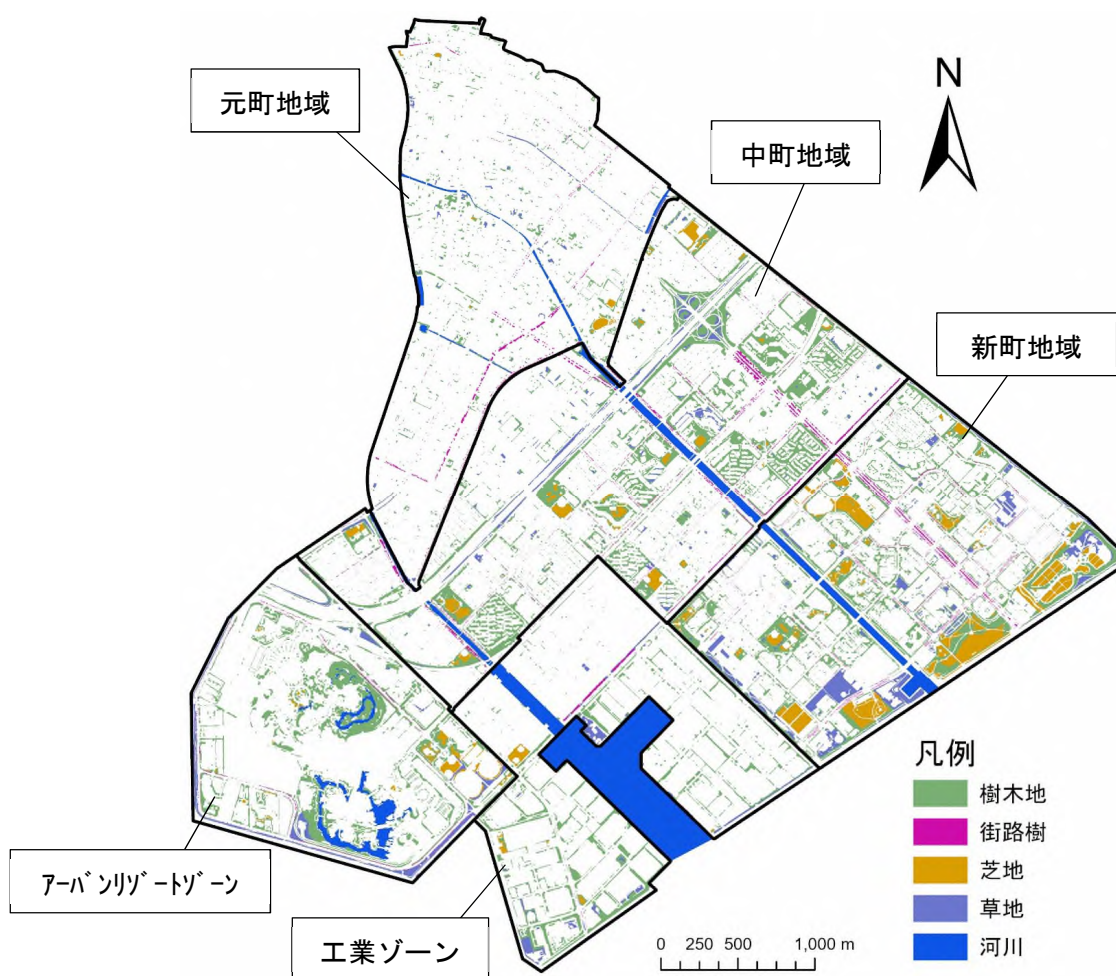 N
元町地域
中町地域
新町地域
ｱｰﾊﾞﾝﾘｿﾞｰﾄｿﾞｰﾝ
工業ゾーン
凡例
樹木地
街路樹
芝地
草地
河川
0 250 500 1,000 m